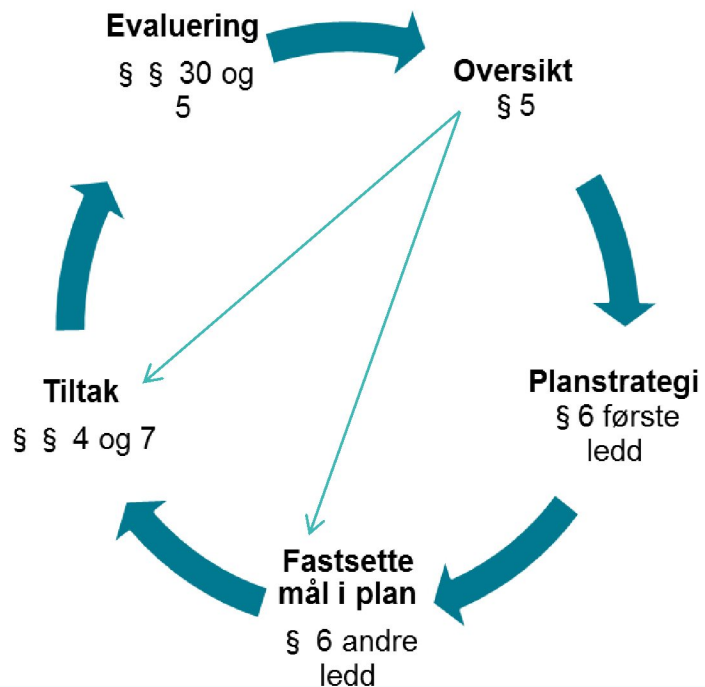 Evaluering
§ § 30 og
5
Oversikt
§ 5
Planstrategi
§ 6 første
ledd
Fastsette
mål i plan
§ 6 andre
ledd
Tiltak
§ § 4 og 7